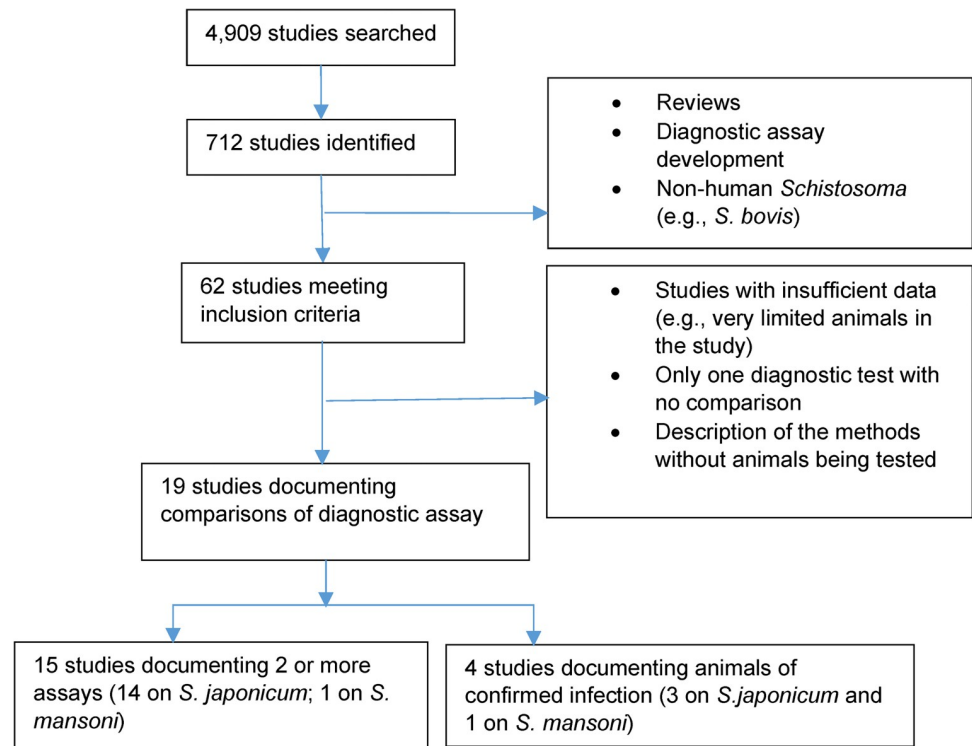 4,909 studies searched
712 studies identified
• Reviews
• Diagnostic assay
development
• Non-human Schistosoma
(e.g., S. bovis)
62 studies meeting
inclusion criteria
• Studies with insufficient data
(e.g., very limited animals in
the study)
• Only one diagnostic test with
no comparison
• Description of the methods
without animals being tested
19 studies documenting
comparisons of diagnostic assay
15 studies documenting 2 or more
assays (14 on S. japonicum; 1 on S.
mansoni)
4 studies documenting animals of
confirmed infection (3 on S.japonicum and
1 on S. mansoni)